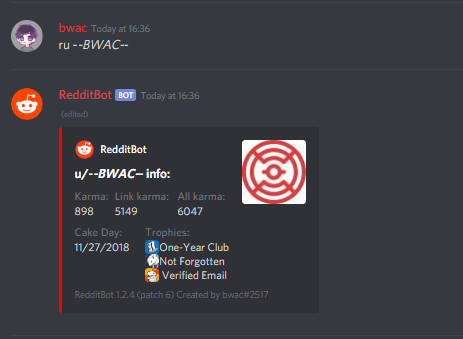 bwac Today at 16:36
ru --BWAC--
RedditBot BOT Today at 16:36
(edited)
RedditBot
u/--BWAC-- info:
Karma: Link karma: All karma:
898 5149 6047
Cake Day: Trophies:
11/27/2018 One-Year Club
Not Forgotten
Verified Email
RedditBot 1.2.4 (patch 6) Created by bwac#2517